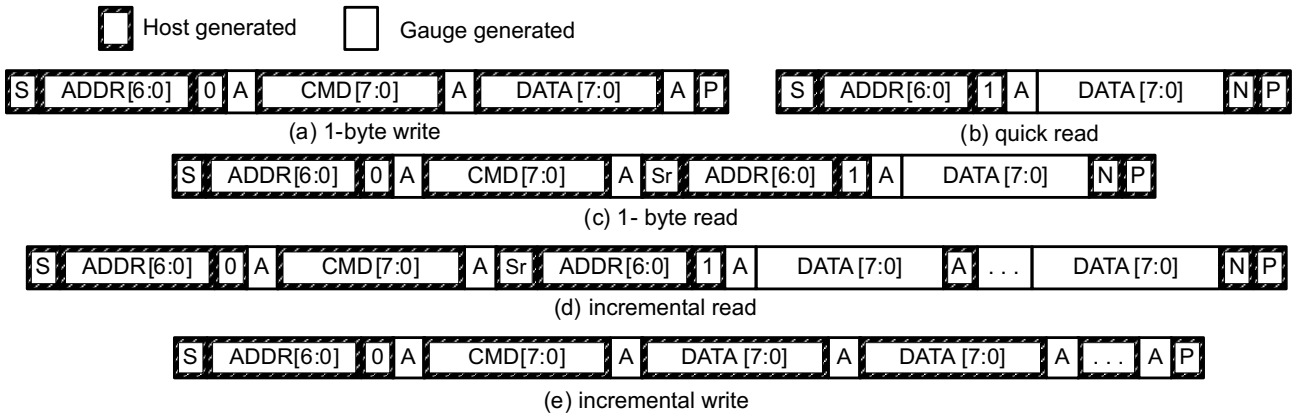 Host generated Gauge generated
S ADDR[6:0] 0 A CMD[7:0] A DATA[7:0] A P
S ADDR[6:0] 1 A DATA[7:0] N P
(a) 1-byte write
(b) quick read
S ADDR[6:0] 0 A CMD[7:0] A Sr ADDR[6:0] 1 A DATA[7:0] N P
(c) 1- byte read
S ADDR[6:0] 0 A CMD[7:0] A Sr ADDR[6:0] 1 A DATA[7:0] A . . . DATA[7:0] N P
(d) incremental read
S ADDR[6:0] 0 A CMD[7:0] A DATA[7:0] A DATA[7:0] A . . . A P
(e) incremental write